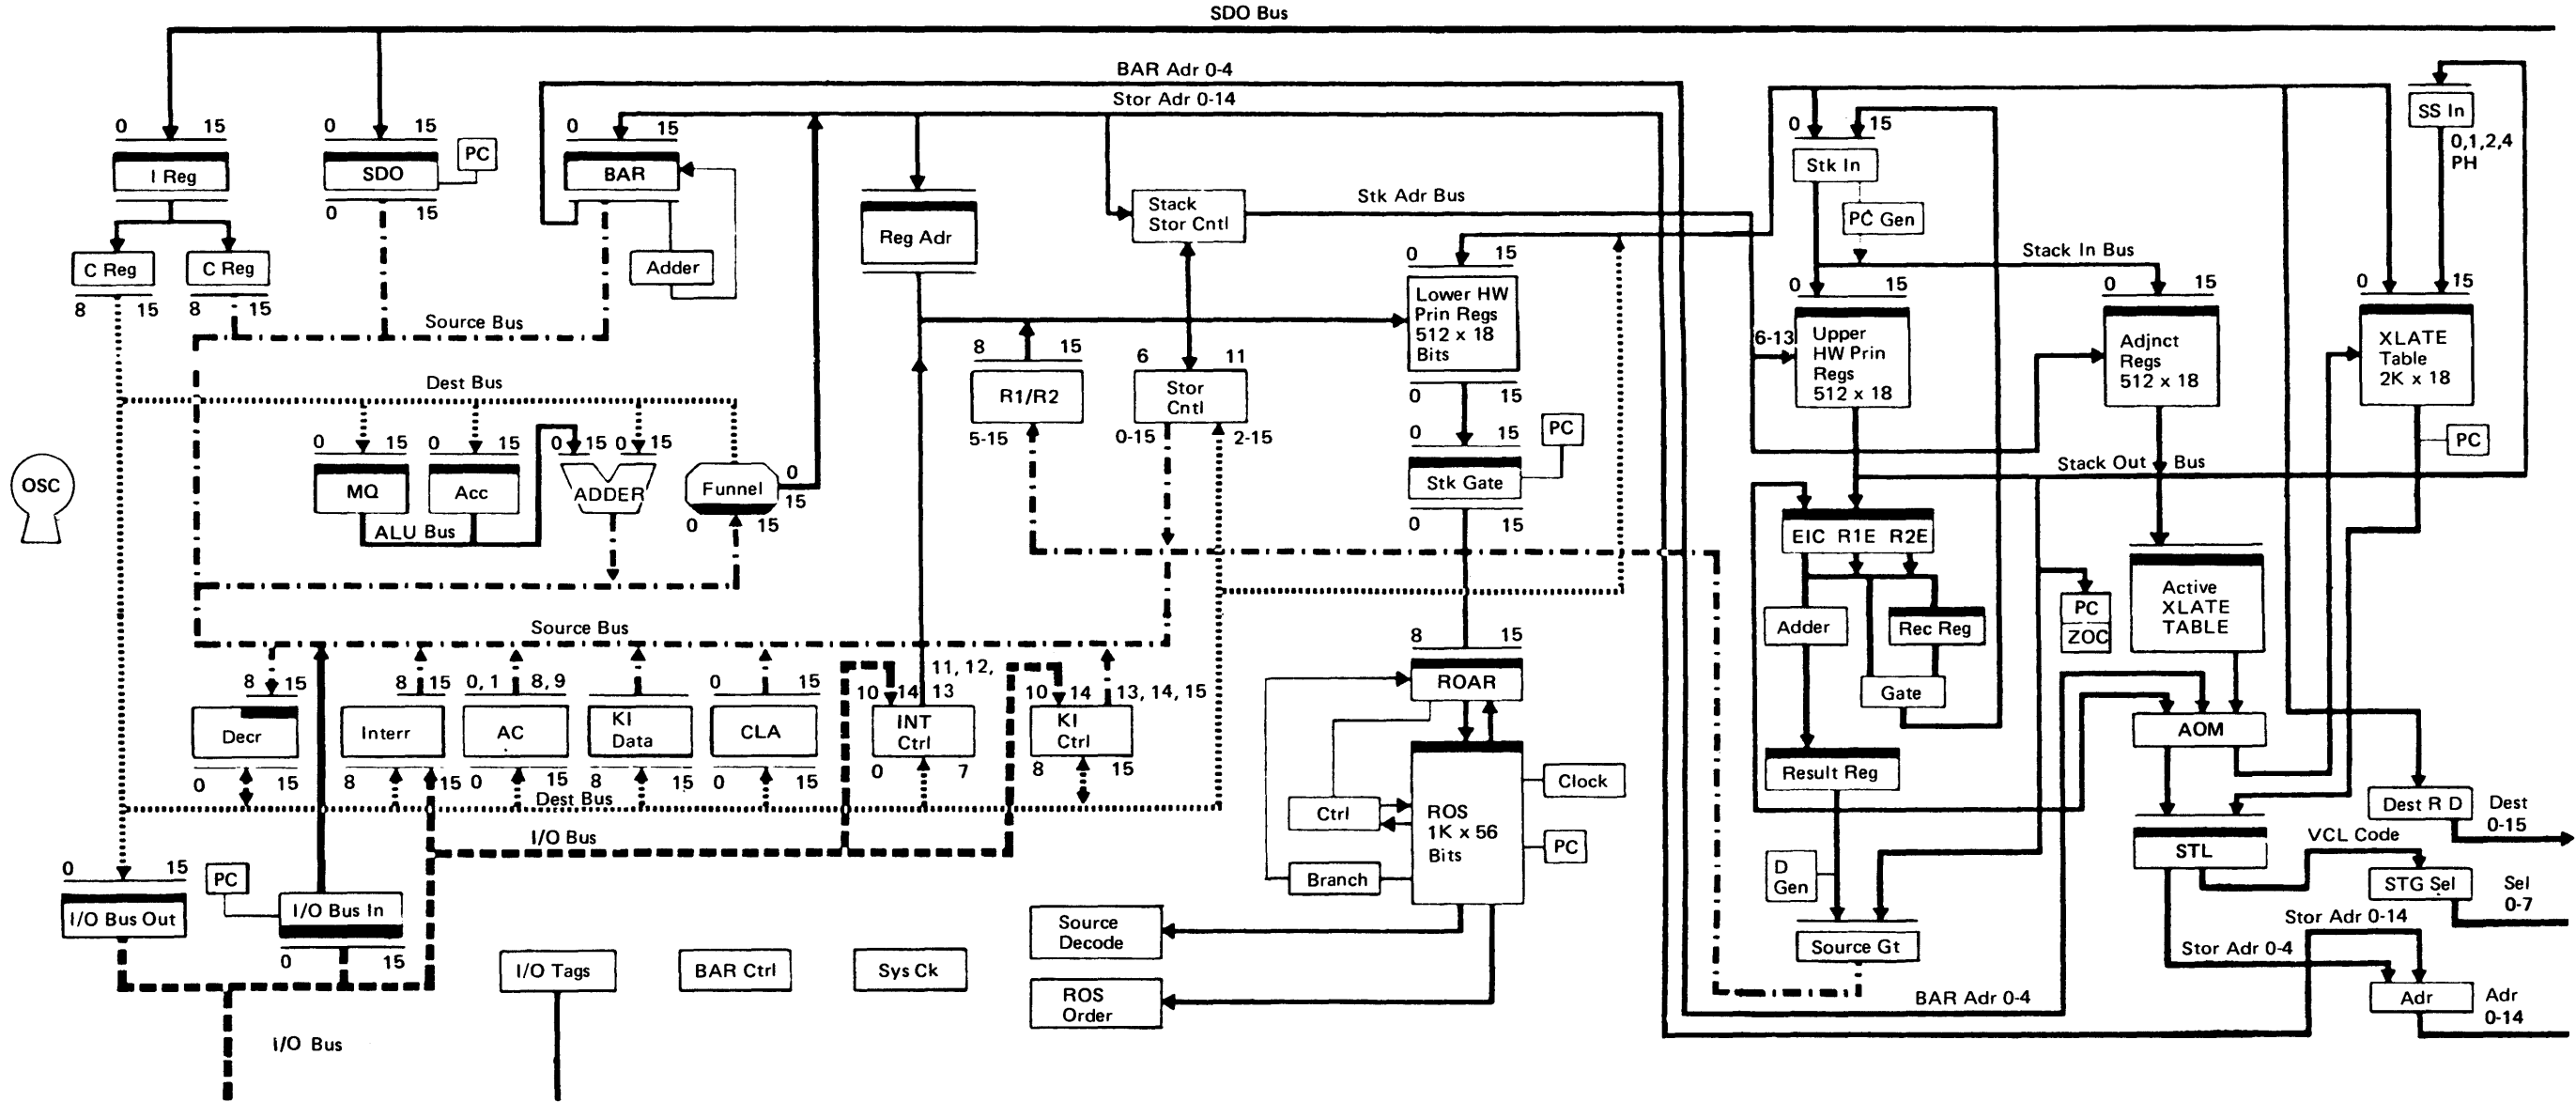 SDO Bus
BAR Adr 0-4
Stor Adr 0-14
0 15
I Reg
0 15
SDO
0 15
PC
0 15
BAR
Adder
C Reg
8 15
C Reg
8 15
Source Bus
Reg Adr
Stack
Stor Cntl
Stk Adr Bus
0 15
Stk In
PC Gen
Stack In Bus
SS In
0,1,2,4
PH
0 15
Lower HW
Prin Regs
512 x 18
Bits
0 15
0 15
Upper
HW Prin
Regs
512 x 18
6-13
0 15
Adjnct
Regs
512 x 18
0 15
XLATE
Table
2K x 18
PC
Dest Bus
8 15
R1/R2
5-15
6 11
Stor
Cntl
0-15 2-15
OSC
0 15
MQ
0 15
Acc
ALU Bus
0 15 0 15
ADDER
Funnel
0
15
0 15
0 15
Stk Gate
0 15
PC
Stack Out Bus
EIC R1E R2E
Adder
Rec Reg
Gate
PC
ZOC
Active
XLATE
TABLE
AOM
Source Bus
8 15
Decr
0 15
8 15
Interr
8 15
0, 1 8, 9
AC
0 15
KI
Data
8 15
0 15
CLA
0 15
11, 12,
10 14 13
INT
Ctrl
0 7
10 14 13, 14, 15
KI
Ctrl
8 15
Dest Bus
I/O Bus
8 15
ROAR
ROS
1K x 56
Bits
Ctrl
Branch
Clock
PC
Result Reg
D
Gen
Source Gt
STL
Dest R D
Dest
0-15
VCL Code
STG Sel
Sel
0-7
Stor Adr 0-14
Stor Adr 0-4
BAR Adr 0-4
Adr
Adr
0-14
0 15
I/O Bus Out
PC
I/O Bus In
0 15
I/O Bus
I/O Tags
BAR Ctrl
Sys Ck
Source
Decode
ROS
Order